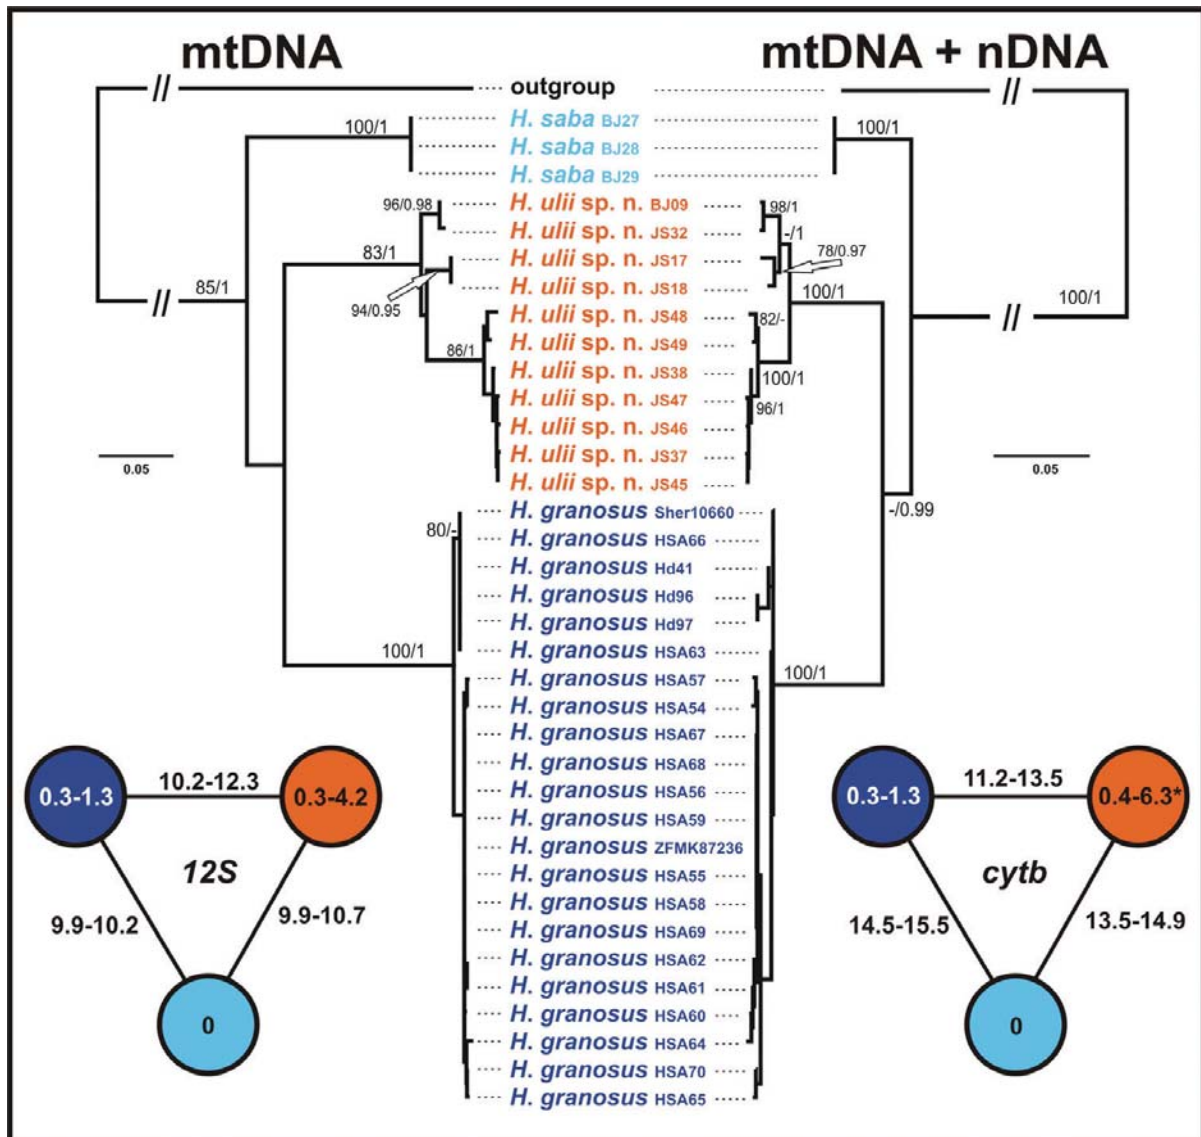 mtDNA
mtDNA + nDNA
// outgroup //
100/1 H. saba BJ27 100/1
H. saba BJ28
H. saba BJ29
96/0.98 H. ulii sp. n. BJ09 98/1
H. ulii sp. n. JS32 -/1
83/1 H. ulii sp. n. JS17 78/0.97
85/1 H. ulii sp. n. JS18 100/1 100/1
// 94/0.95 H. ulii sp. n. JS48 82/- //
86/1 H. ulii sp. n. JS49
H. ulii sp. n. JS38 100/1
H. ulii sp. n. JS47 96/1
H. ulii sp. n. JS46
0.05 H. ulii sp. n. JS37 0.05
H. ulii sp. n. JS45
H. granosus Sher10660 -/0.99
80/- H. granosus HSA66
H. granosus Hd41
H. granosus Hd96
H. granosus Hd97
100/1 H. granosus HSA63
H. granosus HSA57 100/1
H. granosus HSA54
H. granosus HSA67
H. granosus HSA68
H. granosus HSA56
H. granosus HSA59
H. granosus ZFMK87236
H. granosus HSA55
H. granosus HSA58
H. granosus HSA69
H. granosus HSA62
H. granosus HSA61
H. granosus HSA60
H. granosus HSA64
H. granosus HSA70
H. granosus HSA65
10.2-12.3
0.3-1.3 0.3-4.2
12S
9.9-10.2 9.9-10.7
0
11.2-13.5
0.3-1.3 0.4-6.3*
cytb
14.5-15.5 13.5-14.9
0